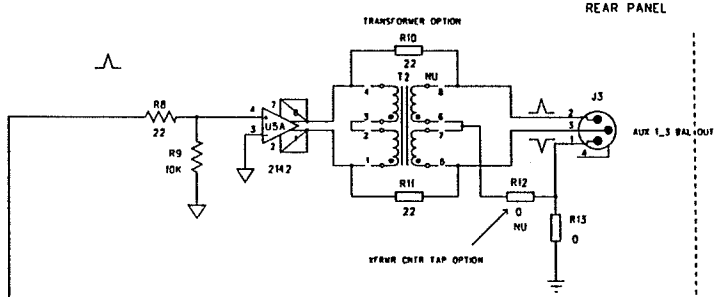 REAR PANEL
TRANSFORMER OPTION
R10
22
T2 NU
4 8
3 6
2 7
1 5
R11
22
R8
22
R9
10K
4 7 8
3 2 1
U5A
2142
J3
2
3
1
4
AUX 1_3 BAL OUT
R12
0
NU
R13
0
XFRMR CNTR TAP OPTION